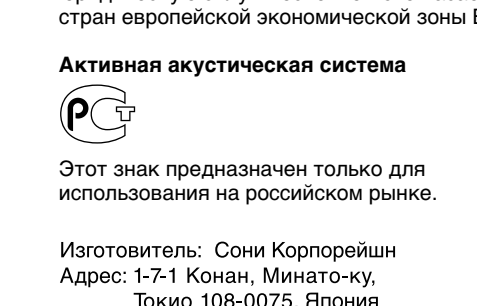 стран европейской экономической зоны
Активная акустическая система
РСТ
Этот знак предназначен только для
использования на российском рынке.
Изготовитель: Сони Корпорейшн
Адрес: 1-7-1 Конан, Минато-ку,
Токио 108-0075, Япония